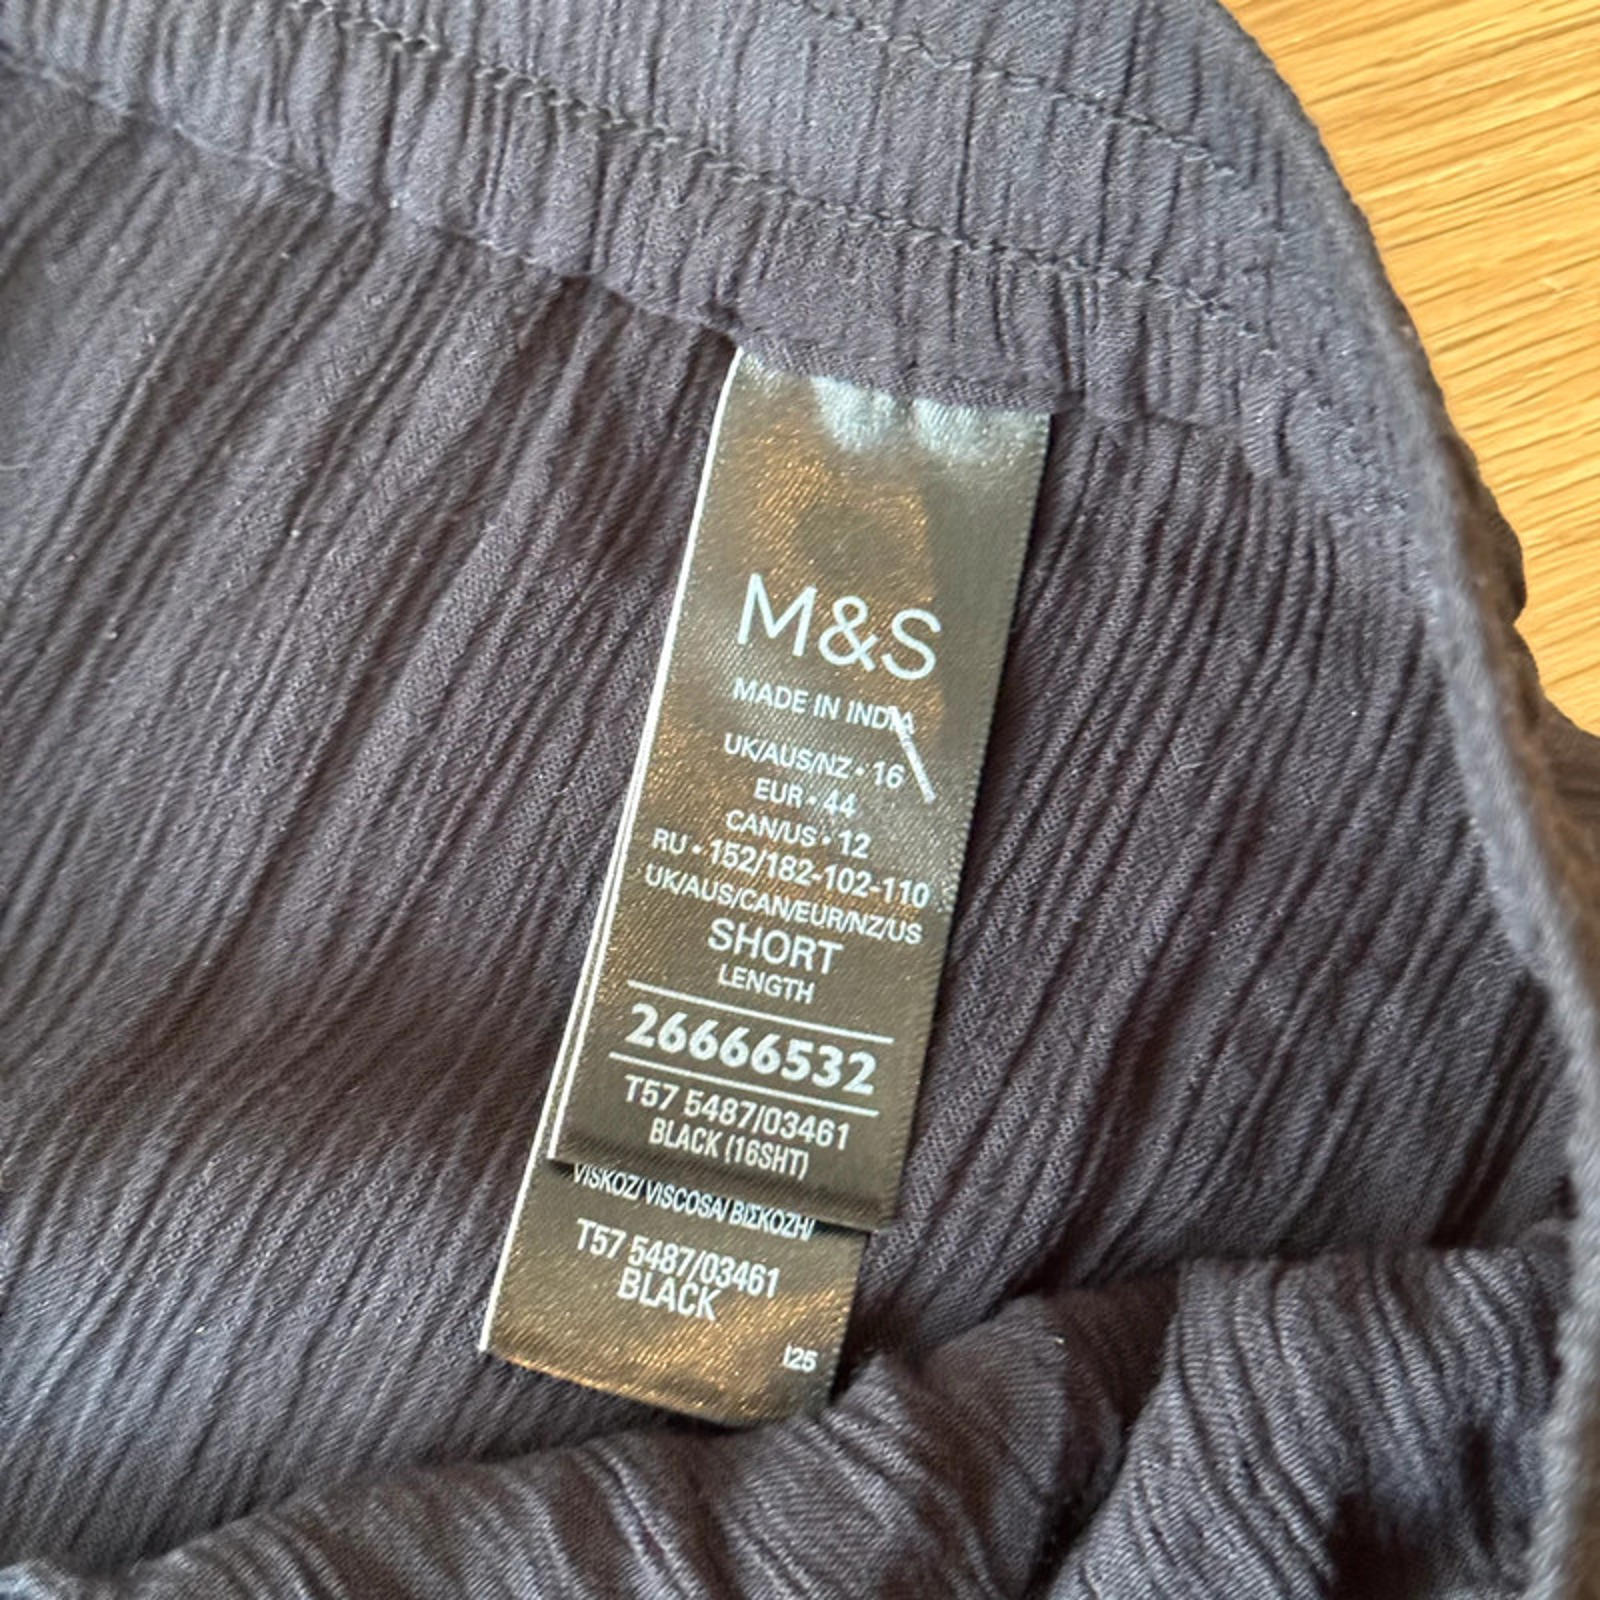 M&S
MADE IN INDIA
UK/AUS/NZ • 16
EUR • 44
CAN/US • 12
RU • 152/182-102-110
UK/AUS/CAN/EUR/NZ/US
SHORT
LENGTH
26666532
T57 5487/03461
BLACK (16SHT)
VISKOZ/ VISCOSA/ ΒΙΣΚΟΖΗ/
T57 5487/03461
BLACK
I25